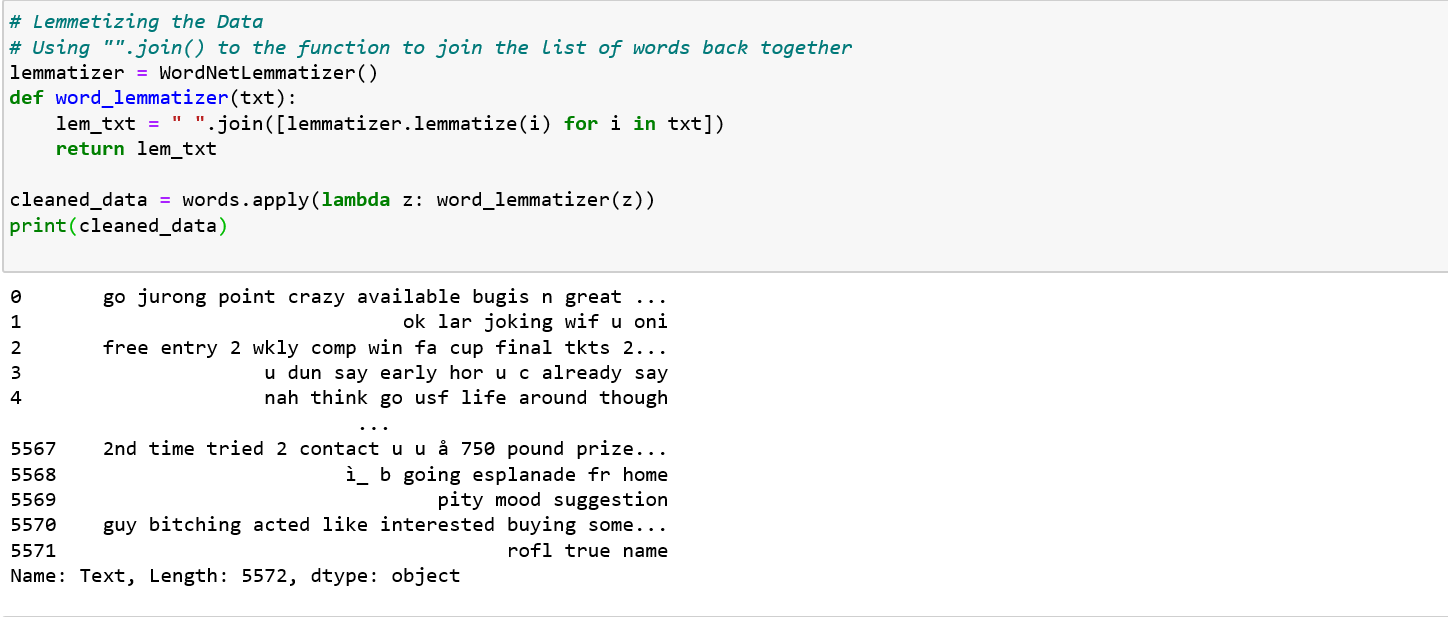 # Lemmetizing the Data
# Using "".join() to the function to join the list of words back together
lemmatizer = WordNetLemmatizer()
def word_lemmatizer(txt):
    lem_txt = " ".join([lemmatizer.lemmatize(i) for i in txt])
    return lem_txt
cleaned_data = words.apply(lambda z: word_lemmatizer(z))
print(cleaned_data)
0       go jurong point crazy available bugis n great ...
1                                 ok lar joking wif u oni
2       free entry 2 wkly comp win fa cup final tkts 2...
3                     u dun say early hor u c already say
4                     nah think go usf life around though
                              ...
5567    2nd time tried 2 contact u u å 750 pound prize...
5568                         ì_ b going esplanade fr home
5569                                 pity mood suggestion
5570    guy bitching acted like interested buying some...
5571                                       rofl true name
Name: Text, Length: 5572, dtype: object